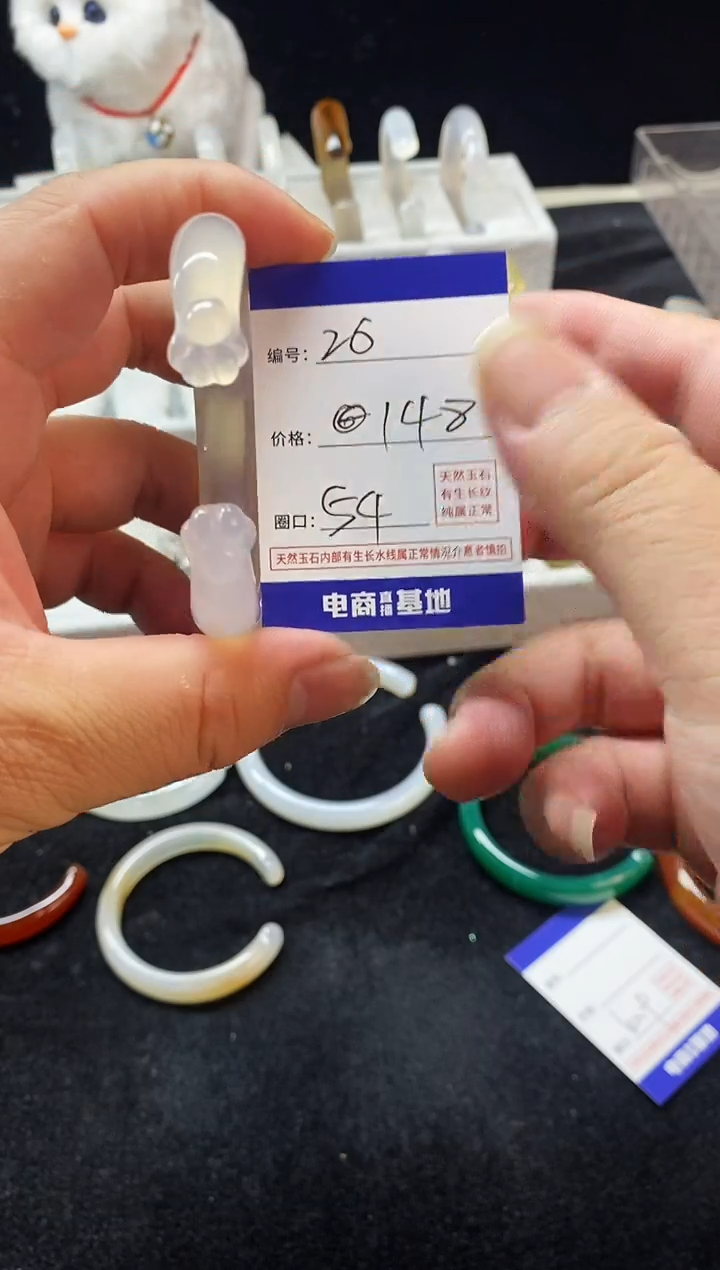 编号: 26
价格: ㊅ 148
圈口: 54
天然玉石
有生长纹
纯属正常
天然玉石内部有生长水线属正常情况介意者慎拍
电商直播基地